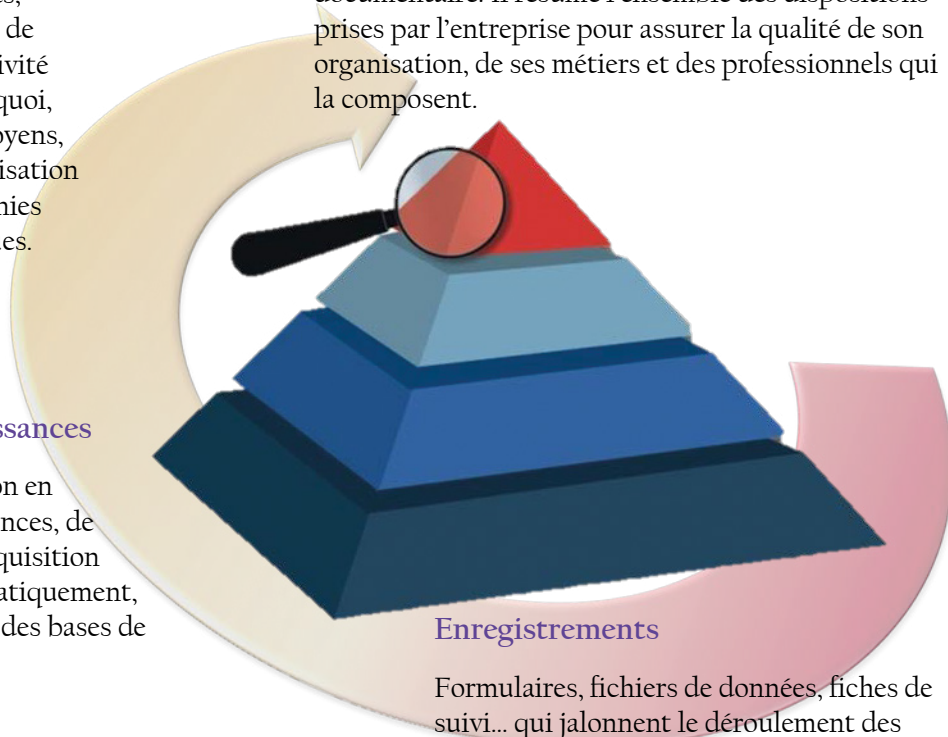 de
ivité
quoi,
oyens,
isation
nies
es.
documentaire. Il résume l'ensemble des dispositions
prises par l'entreprise pour assurer la qualité de son
organisation, de ses métiers et des professionnels qui
la composent.
ssances
on en
nces, de
quisition
atiquement,
des bases de
Enregistrements
Formulaires, fichiers de données, fiches de
suivi... qui jalonnent le déroulement des